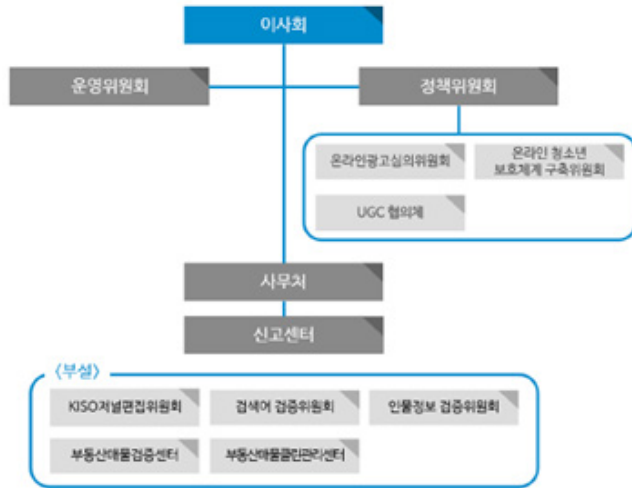 이사회
운영위원회
정책위원회
온라인광고심의위원회
온라인 청소년
보호체계 구축위원회
UGC 협의체
사무처
신고센터
<부설>
KISO저널편집위원회
검색어 검증위원회
인물정보 검증위원회
부동산매물검증센터
부동산매물클린관리센터